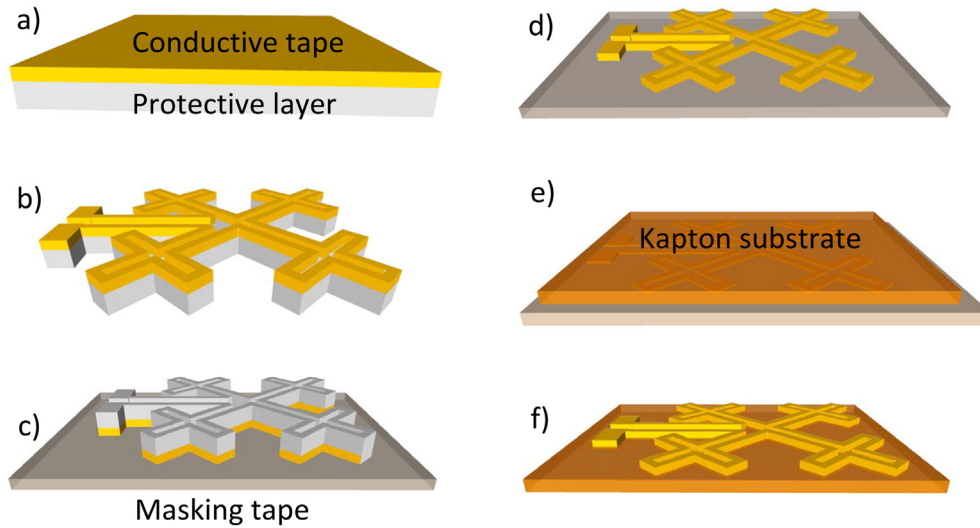 a)
Conductive tape
Protective layer
b)
c)
Masking tape
d)
e)
Kapton substrate
f)